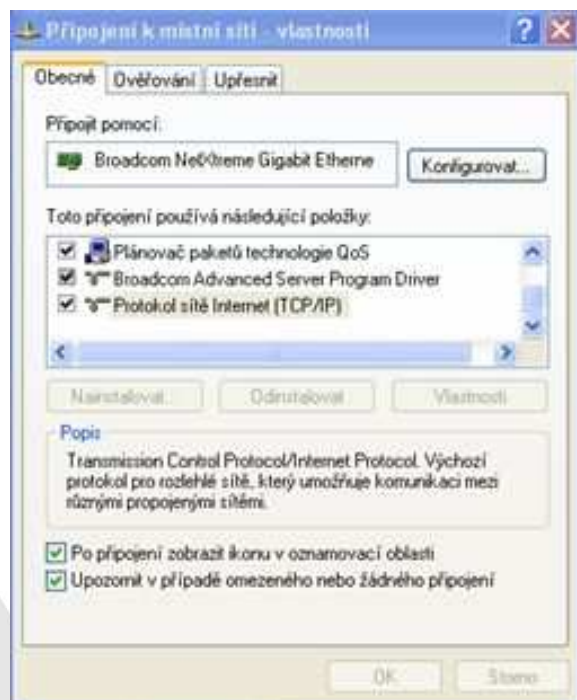 Připojení k místní síti - vlastnosti
Obecné Ověřování Upřesnit
Připojit pomocí:
Broadcom NetXtreme Gigabit Etherne
Konfigurovat...
Toto připojení používá následující položky:
Plánovač paketů technologie QoS
Broadcom Advanced Server Program Driver
Protokol sítě Internet (TCP/IP)
Nainstalovat... Odinstalovat Vlastnosti
Popis
Transmission Control Protocol/Internet Protocol. Výchozí
protokol pro rozlehlé sítě, který umožňuje komunikaci mezi
různými propojenými sítěmi.
Po připojení zobrazit ikonu v oznamovací oblasti
Upozornit v případě omezeného nebo žádného připojení
OK Storno